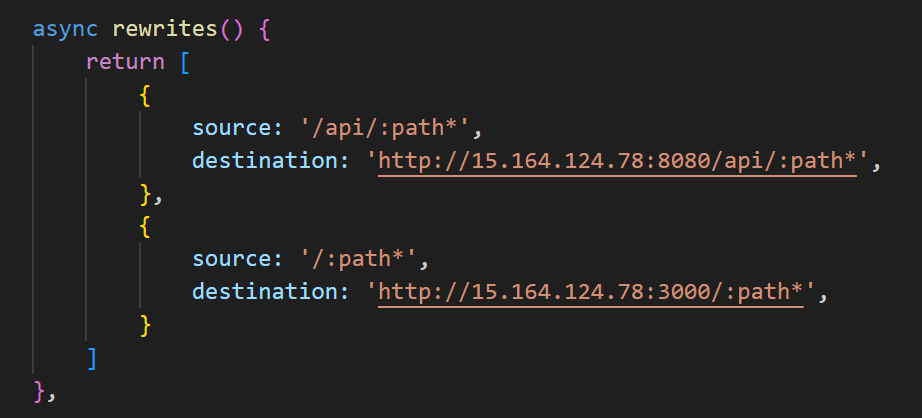 async rewrites() {
return [
{
source: '/api/:path*',
destination: 'http://15.164.124.78:8080/api/:path*',
},
{
source: '/:path*',
destination: 'http://15.164.124.78:3000/:path*',
}
]
},